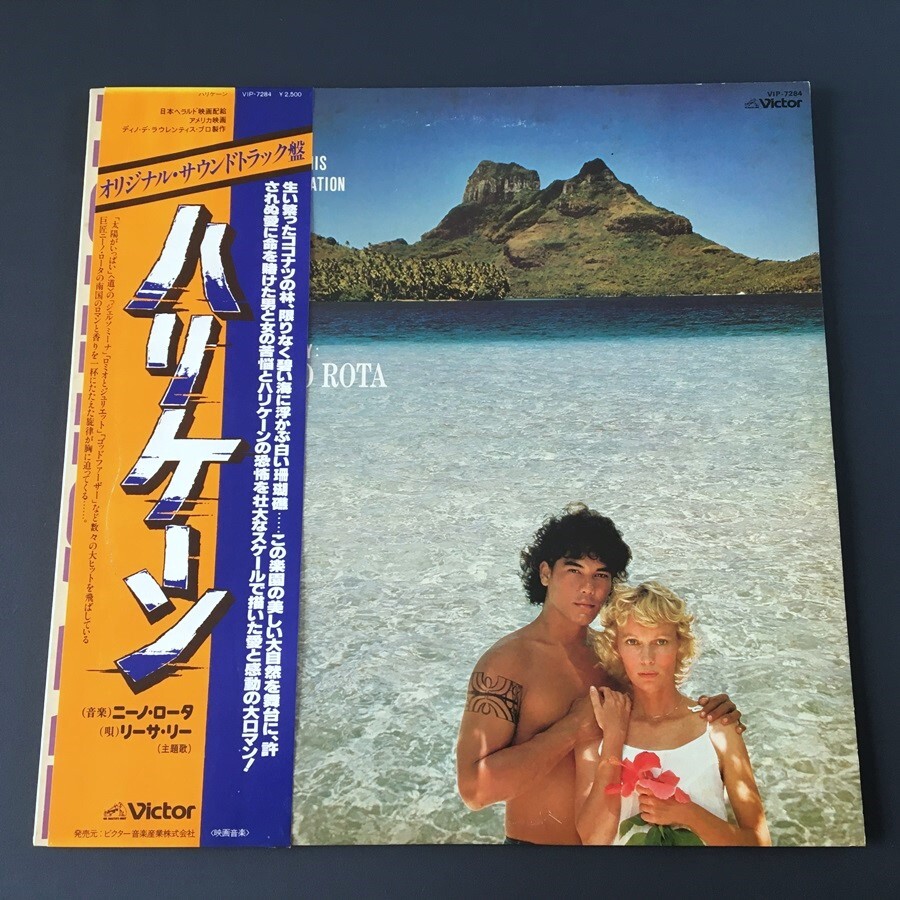 ハリケーン
VIP-7284 ¥2,500
日本ヘラルド映画配給
アメリカ映画
ディノ・デ・ラウレンティス・プロ製作
オリジナル・サウンドトラック盤
ハリケーン
生い繁ったココナツの林、限りなく碧い海に浮かぶ白い珊瑚礁……この楽園の美しい大自然を舞台に、許
されぬ愛に命を賭けた男と女の苦悩とハリケーンの恐怖を壮大なスケールで描いた愛と感動の大ロマン!
「太陽がいっぱい」〈道〉の「ジェルソミーナ」「ロミオとジュリエット」「ゴッドファーザー」など数々の大ヒットを飛ばしている
巨匠ニーノ・ロータの南国のロマンと香りを一杯にたたえた旋律が胸に迫ってくる……。
(音楽)ニーノ・ロータ
(唄)リーサ・リー
(主題歌)
Victor
発売元:ビクター音楽産業株式会社
〈映画音楽〉
VIP-7284
Victor
ROTA